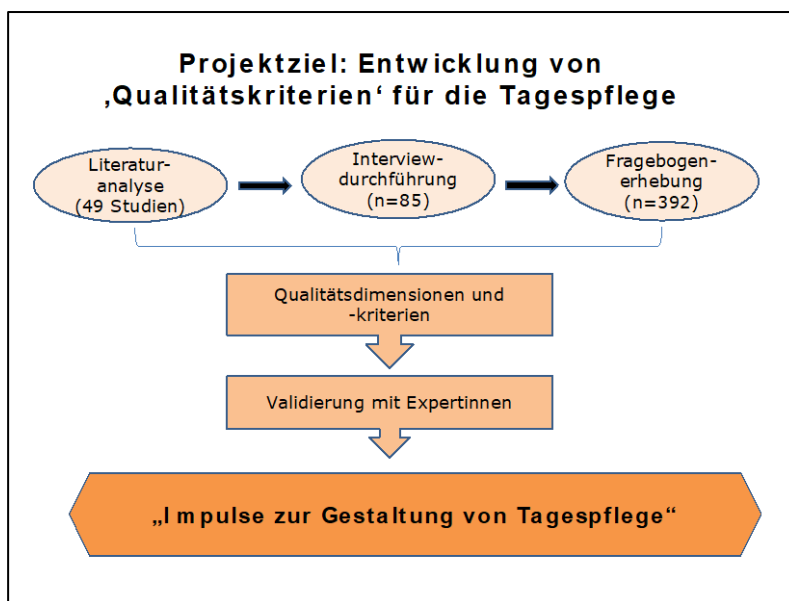 Projektziel: Entwicklung von
‚Qualitätskriterien‘ für die Tagespflege
Literatur-
analyse
(49 Studien)
Interview-
durchführung
(n=85)
Fragebogen-
erhebung
(n=392)
Qualitätsdimensionen und
-kriterien
Validierung mit Expertinnen
„Impulse zur Gestaltung von Tagespflege“